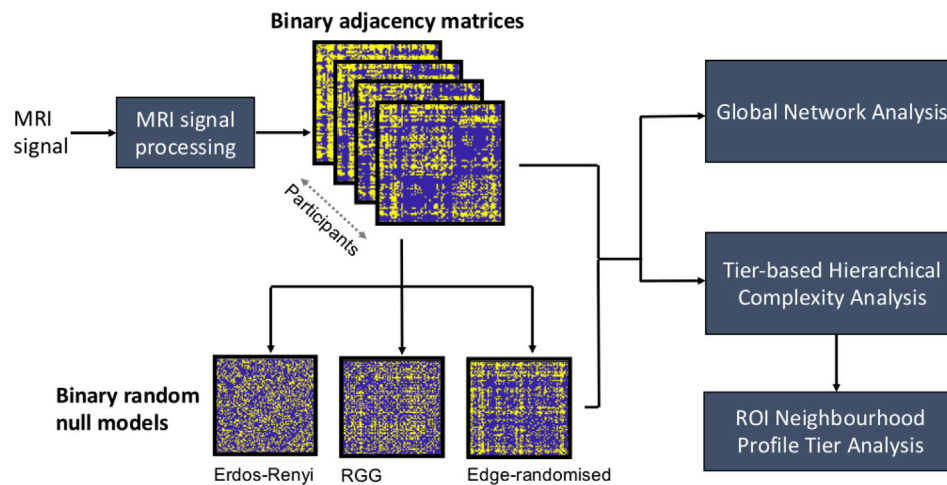 Binary adjacency matrices
MRI
signal
MRI signal
processing
Participants
Global Network Analysis
Tier-based Hierarchical
Complexity Analysis
Binary random
null models
Erdos-Renyi
RGG
Edge-randomised
ROI Neighbourhood
Profile Tier Analysis